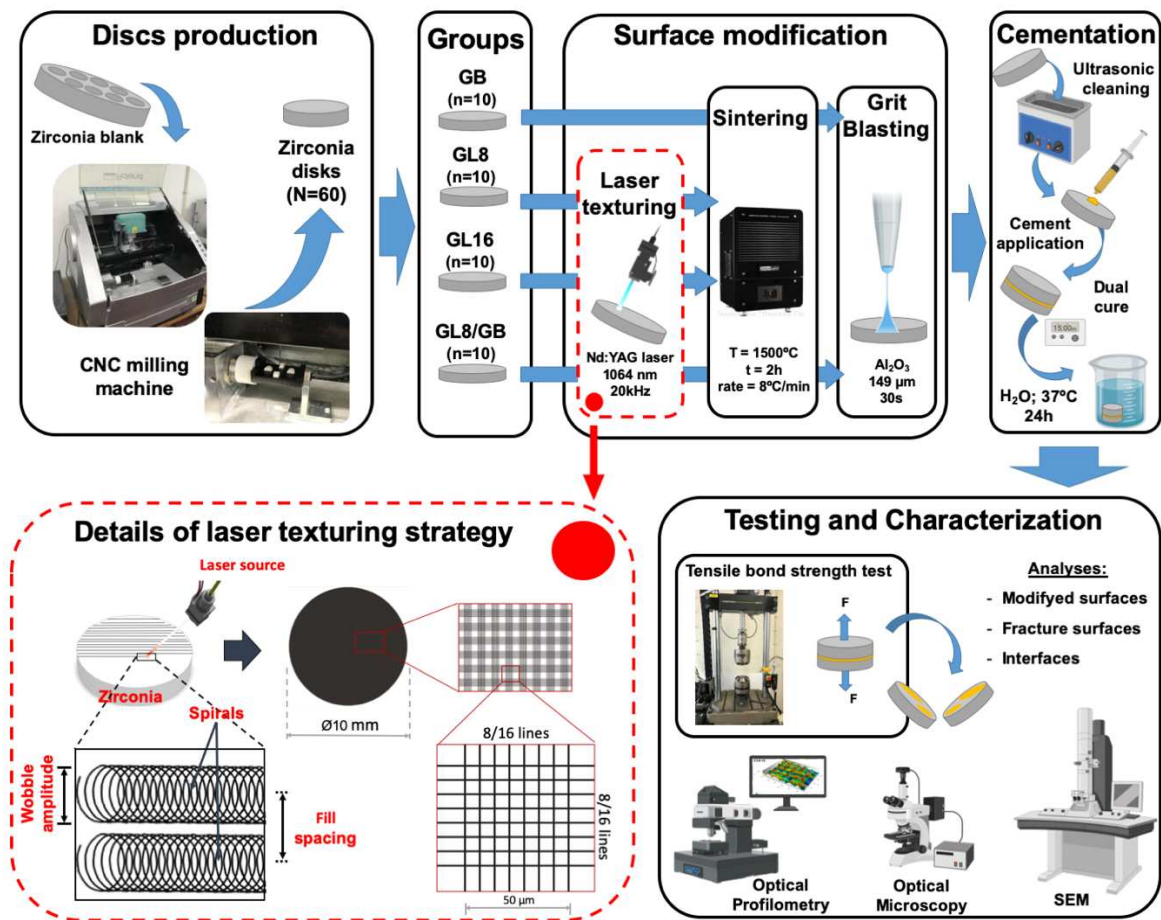 Discs production
Zirconia blank
Zirconia
disks
(N=60)
CNC milling
machine
Groups
GB
(n=10)
GL8
(n=10)
GL16
(n=10)
GL8/GB
(n=10)
Surface modification
Laser
texturing
Nd:YAG laser
1064 nm
20kHz
Sintering
T = 1500ºC
t = 2h
rate = 8ºC/min
Grit
Blasting
Al₂O₃
149 µm
30s
Cementation
Ultrasonic
cleaning
Cement
application
Dual
cure
15:00m
H₂O; 37ºC
24h
Details of laser texturing strategy
Laser source
Zirconia
Spirals
Wobble
amplitude
Fill
spacing
Ø10 mm
8/16 lines
8/16 lines
50 µm
Testing and Characterization
Tensile bond strength test
F
F
Analyses:
- Modifyed surfaces
- Fracture surfaces
- Interfaces
Optical
Profilometry
Optical
Microscopy
SEM